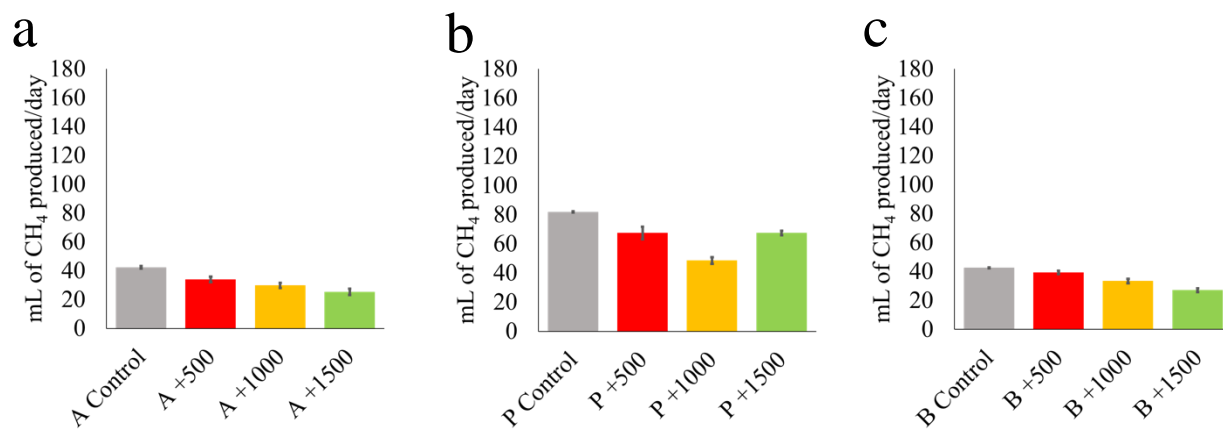 a
mL of CH₄ produced/day
180
160
140
120
100
80
60
40
20
0
A Control
A +500
A +1000
A +1500
b
mL of CH₄ produced/day
180
160
140
120
100
80
60
40
20
0
P Control
P +500
P +1000
P +1500
c
mL of CH₄ produced/day
180
160
140
120
100
80
60
40
20
0
B Control
B +500
B +1000
B +1500